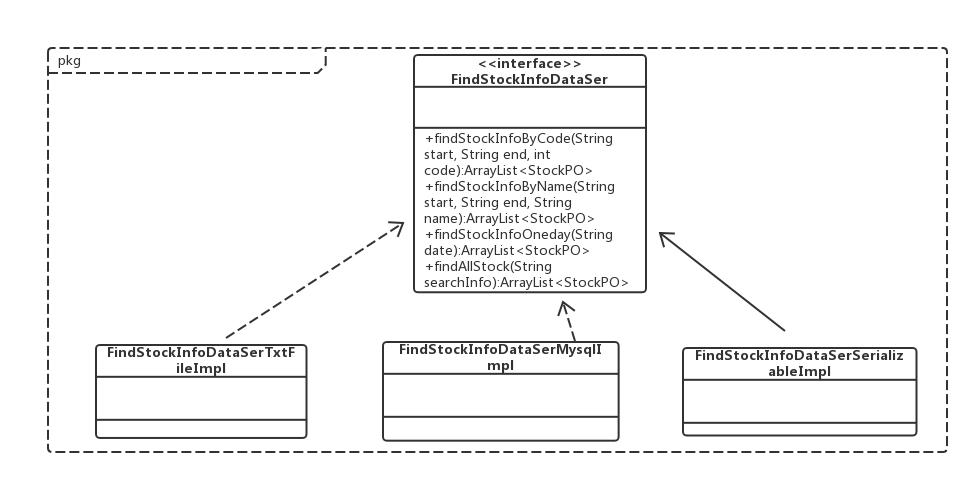 pkg
<<interface>>
FindStockInfoDataSer
+findStockInfoByCode(String
start, String end, int
code):ArrayList<StockPO>
+findStockInfoByName(String
start, String end, String
name):ArrayList<StockPO>
+findStockInfoOneday(String
date):ArrayList<StockPO>
+findAllStock(String
searchInfo):ArrayList<StockPO>
FindStockInfoDataSerTxtF
ileImpl
FindStockInfoDataSerMysqlI
mpl
FindStockInfoDataSerSerializ
ableImpl